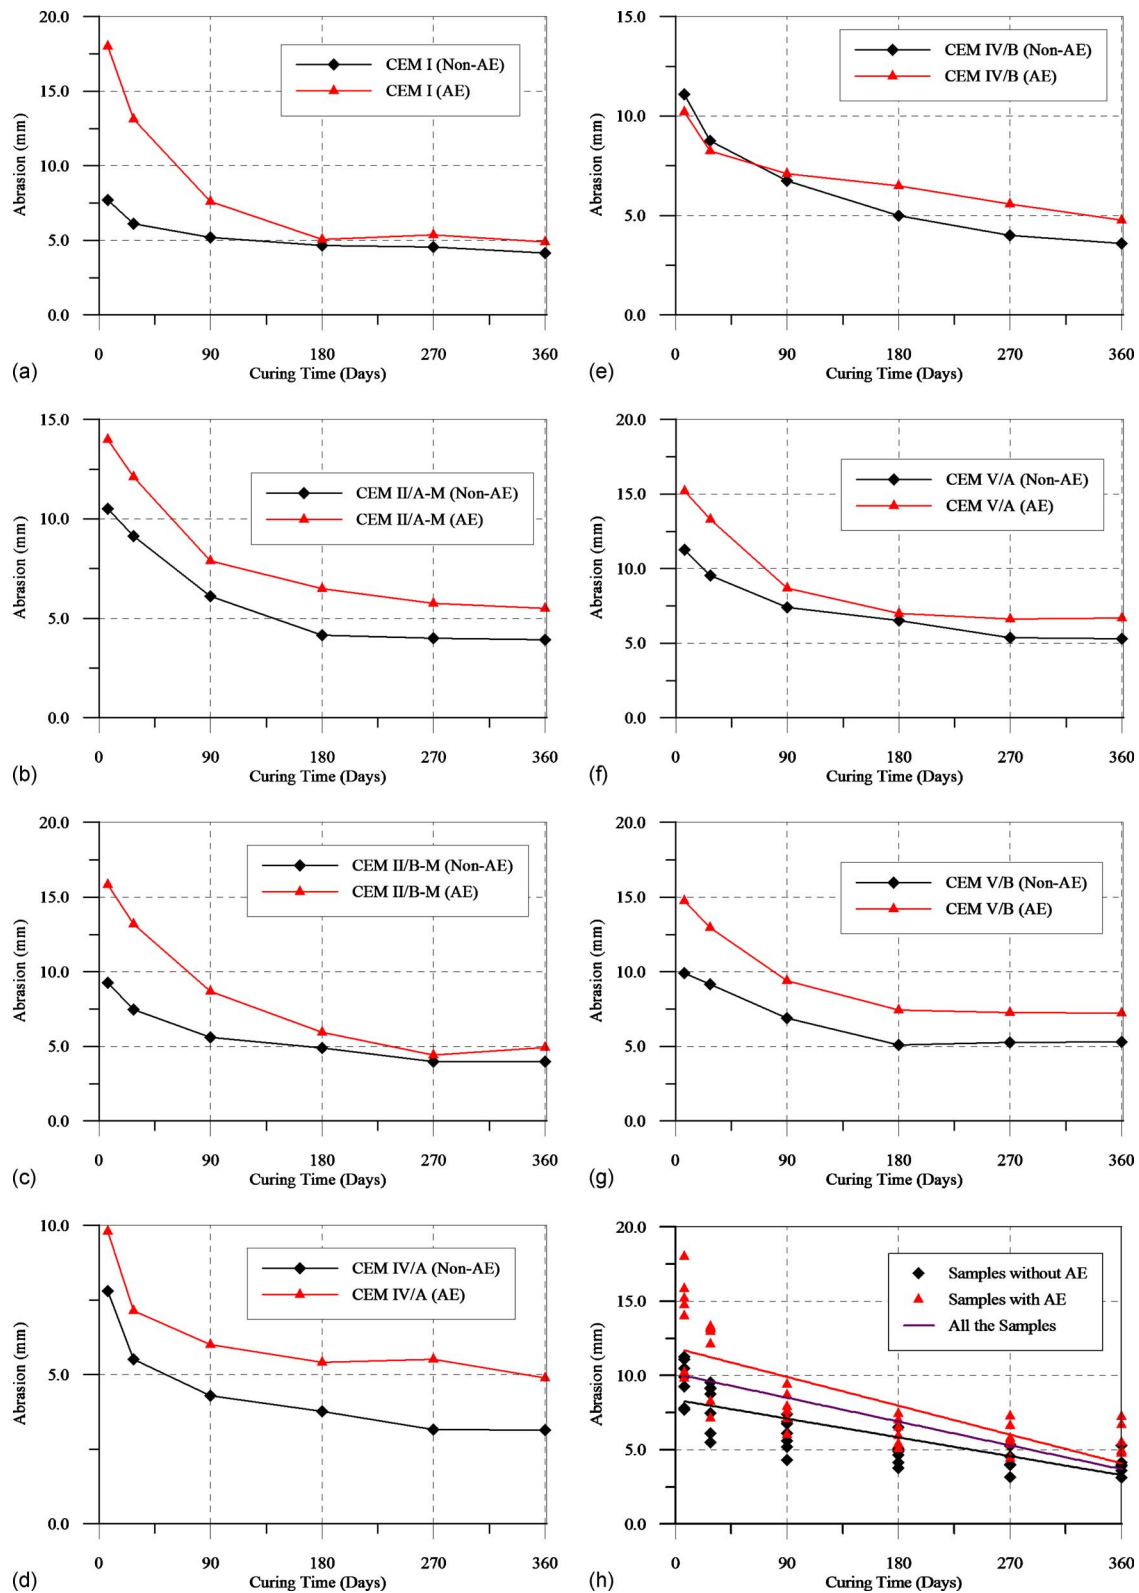 20.0
15.0
10.0
5.0
0.0
Abrasion (mm)
CEM I (Non-AE)
CEM I (AE)
0 90 180 270 360
Curing Time (Days)
(a)
15.0
10.0
5.0
0.0
Abrasion (mm)
CEM II/A-M (Non-AE)
CEM II/A-M (AE)
0 90 180 270 360
Curing Time (Days)
(b)
20.0
15.0
10.0
5.0
0.0
Abrasion (mm)
CEM II/B-M (Non-AE)
CEM II/B-M (AE)
0 90 180 270 360
Curing Time (Days)
(c)
10.0
5.0
0.0
Abrasion (mm)
CEM IV/A (Non-AE)
CEM IV/A (AE)
0 90 180 270 360
Curing Time (Days)
(d)
15.0
10.0
5.0
0.0
Abrasion (mm)
CEM IV/B (Non-AE)
CEM IV/B (AE)
0 90 180 270 360
Curing Time (Days)
(e)
20.0
15.0
10.0
5.0
0.0
Abrasion (mm)
CEM V/A (Non-AE)
CEM V/A (AE)
0 90 180 270 360
Curing Time (Days)
(f)
20.0
15.0
10.0
5.0
0.0
Abrasion (mm)
CEM V/B (Non-AE)
CEM V/B (AE)
0 90 180 270 360
Curing Time (Days)
(g)
20.0
15.0
10.0
5.0
0.0
Abrasion (mm)
Samples without AE
Samples with AE
All the Samples
0 90 180 270 360
Curing Time (Days)
(h)